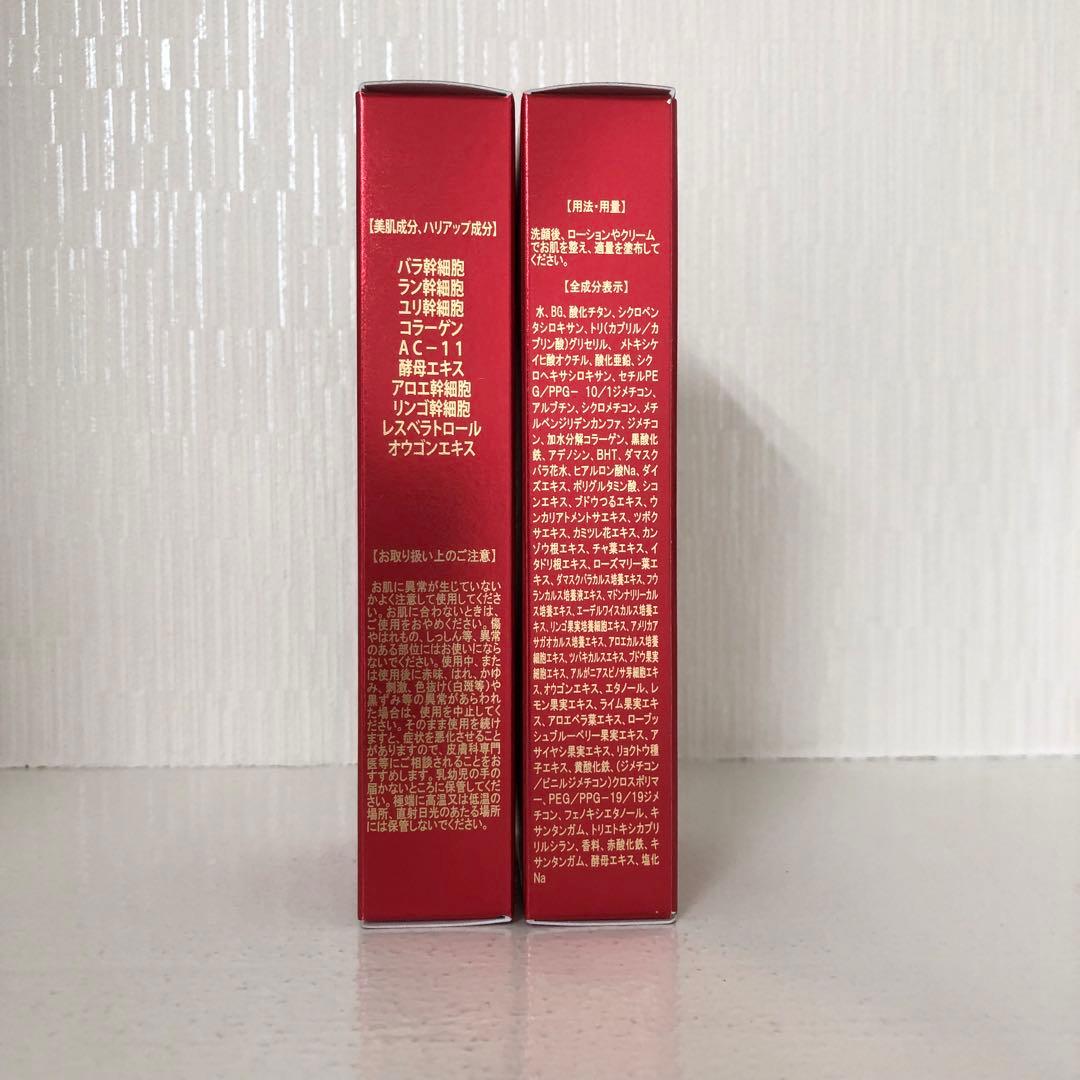 【美肌成分、ハリアップ成分】
バラ幹細胞
ラン幹細胞
ユリ幹細胞
コラーゲン
AC-11
酵母エキス
アロエ幹細胞
リンゴ幹細胞
レスベラトロール
オウゴンエキス
【お取り扱い上のご注意】
お肌に異常が生じていない
かよく注意して使用してくださ
い。お肌に合わないときは、
ご使用をおやめください。傷
やはれもの、しっしん等、異常
のある部位にはお使いになら
ないでください。使用中、また
は使用後に赤味、はれ、かゆ
み、刺激、色抜け(白斑等)や
黒ずみ等の異常があらわれ
た場合は、使用を中止してく
ださい。そのまま使用を続け
ますと、症状を悪化させること
がありますので、皮膚科専門
医等にご相談されることをお
すすめします。乳幼児の手の
届かないところに保管してくだ
さい。極端に高温又は低温の
場所、直射日光のあたる場所
には保管しないでください。
【用法・用量】
洗顔後、ローションやクリーム
でお肌を整え、適量を塗布して
ください。
【全成分表示】
水、BG、酸化チタン、シクロペン
タシロキサン、トリ(カプリル/カ
プリン酸)グリセリル、メトキシケ
イヒ酸オクチル、酸化亜鉛、シク
ロヘキサシロキサン、セチルPE
G/PPG- 10/1ジメチコン、
アルブチン、シクロメチコン、メチ
ルベンジリデンカンファ、ジメチコ
ン、加水分解コラーゲン、黒酸化
鉄、アデノシン、BHT、ダマスク
バラ花水、ヒアルロン酸Na、ダイ
ズエキス、ポリグルタミン酸、シコ
ンエキス、ブドウつるエキス、ウ
ンカリアトメントサエキス、ツボク
サエキス、カミツレ花エキス、カン
ゾウ根エキス、チャ葉エキス、イ
タドリ根エキス、ローズマリー葉エ
キス、ダマスクバラカルス培養エキス、フウ
ランカルス培養液エキス、マドンナリリーカル
ス培養エキス、エーデルワイスカルス培養エ
キス、リンゴ果実培養細胞エキス、アメリカア
サガオカルス培養エキス、アロエカルス培養
細胞エキス、ツバキカルスエキス、ブドウ果実
細胞エキス、アルガニアスピノサ芽細胞エキ
ス、オウゴンエキス、エタノール、レ
モン果実エキス、ライム果実エキ
ス、アロエベラ葉エキス、ローブッ
シュブルーベリー果実エキス、ア
サイヤシ果実エキス、リョクトウ種
子エキス、黄酸化鉄、(ジメチコン
/ビニルジメチコン)クロスポリマ
ー、PEG/PPG-19/19ジメ
チコン、フェノキシエタノール、キ
サンタンガム、トリエトキシカプリ
リルシラン、香料、赤酸化鉄、キ
サンタンガム、酵母エキス、塩化
Na